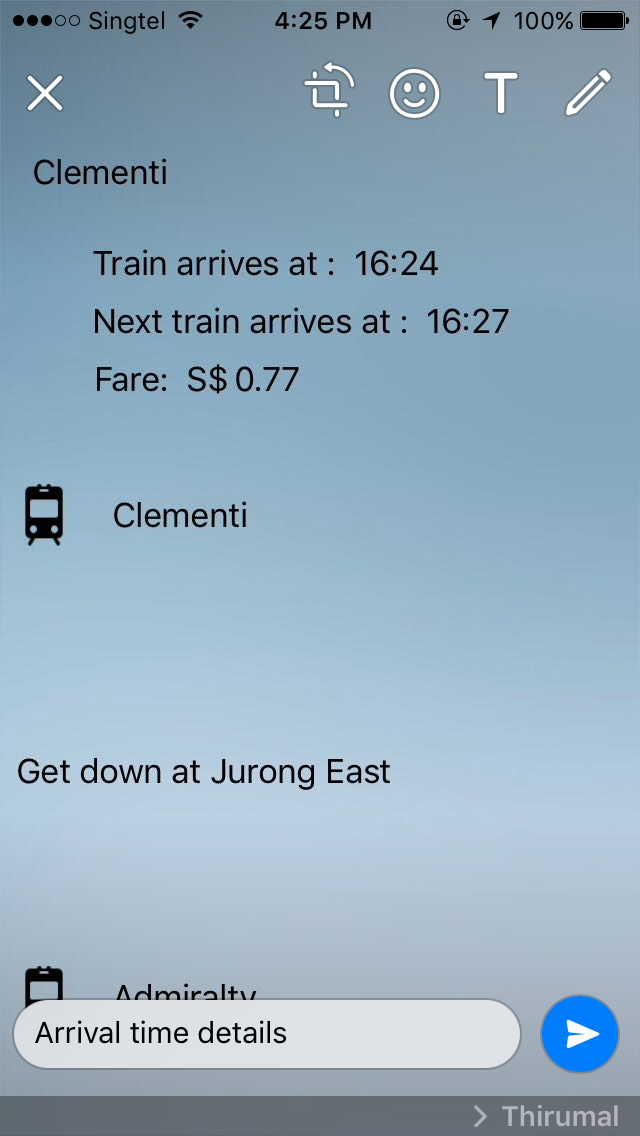 Singtel 4:25 PM 100%
T
Clementi
Train arrives at : 16:24
Next train arrives at : 16:27
Fare: S$ 0.77
Clementi
Get down at Jurong East
Admiralty
Arrival time details
Thirumal